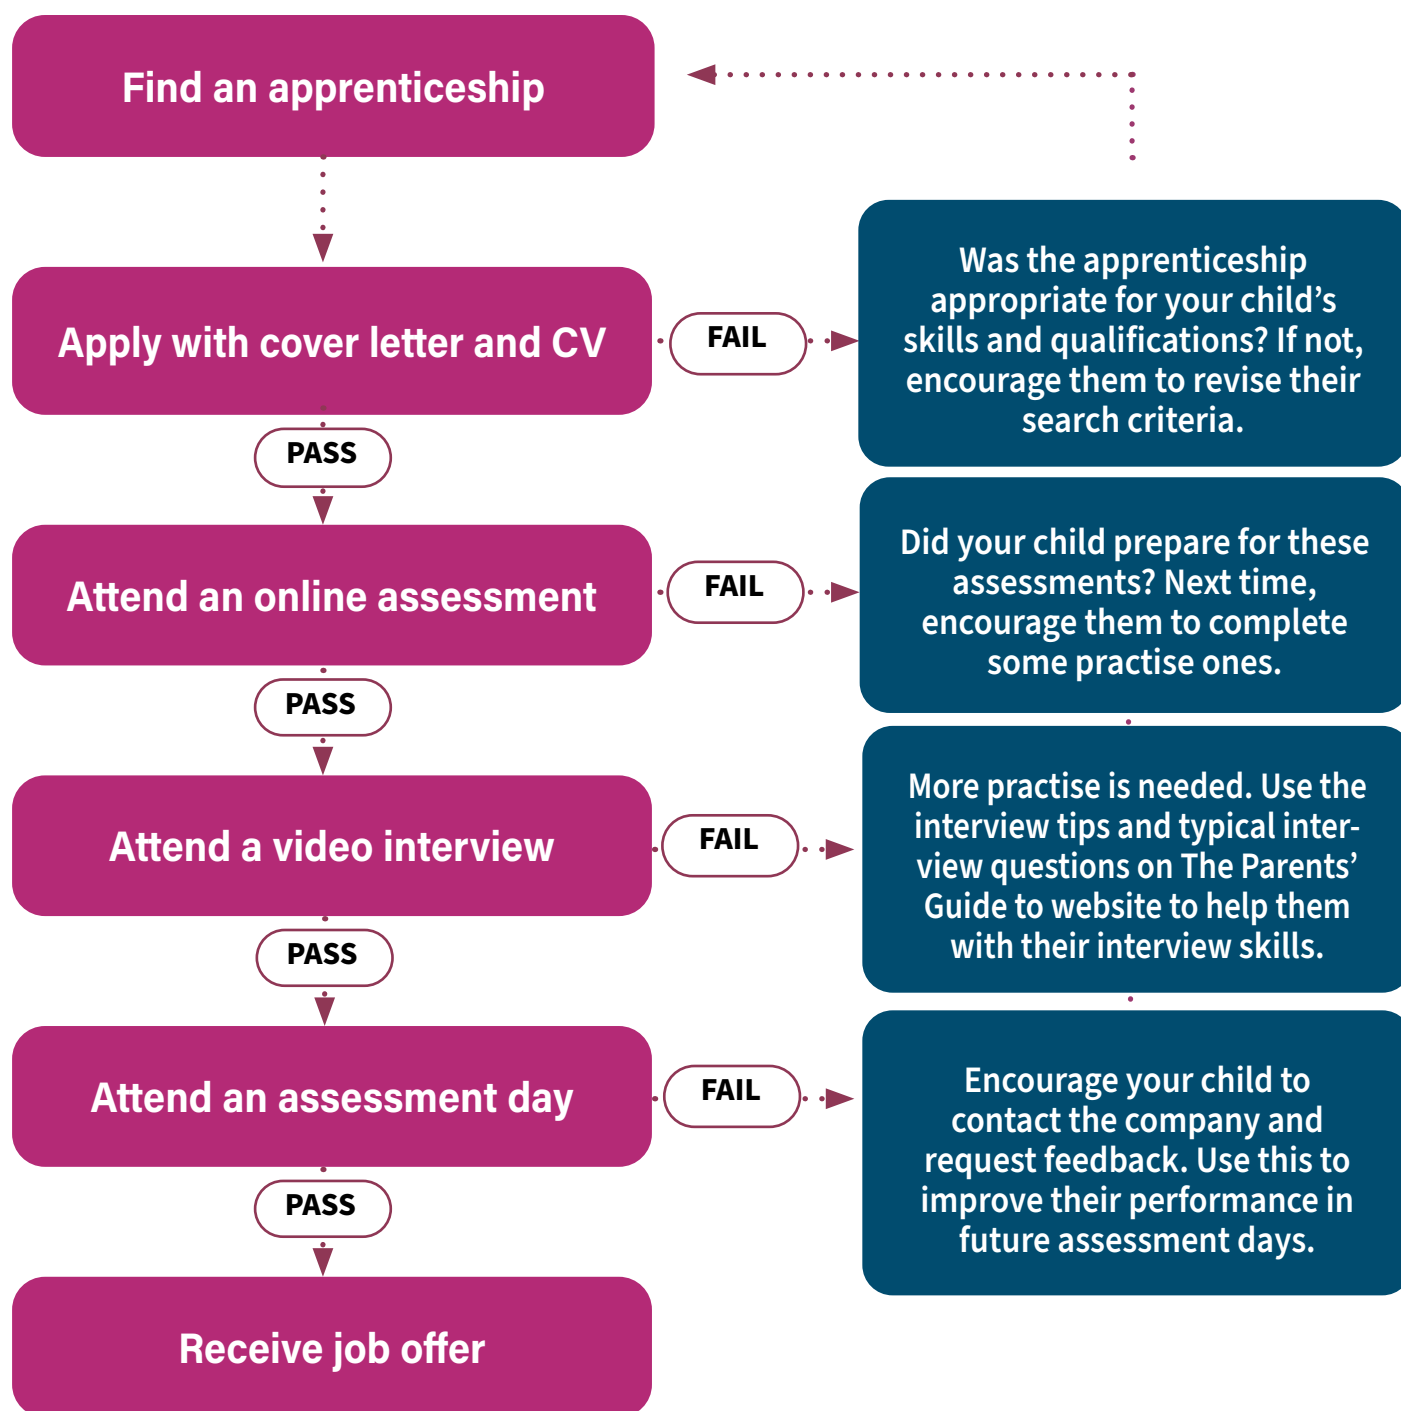 Find an apprenticeship
Apply with cover letter and CV
FAIL
Was the apprenticeship
appropriate for your child’s
skills and qualifications? If not,
encourage them to revise their
search criteria.
PASS
Attend an online assessment
FAIL
Did your child prepare for these
assessments? Next time,
encourage them to complete
some practise ones.
PASS
Attend a video interview
FAIL
More practise is needed. Use the
interview tips and typical inter-
view questions on The Parents’
Guide to website to help them
with their interview skills.
PASS
Attend an assessment day
FAIL
Encourage your child to
contact the company and
request feedback. Use this to
improve their performance in
future assessment days.
PASS
Receive job offer